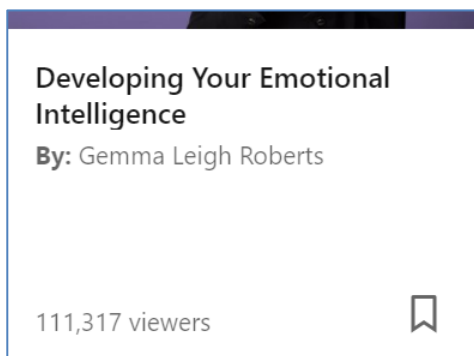 Developing Your Emotional
Intelligence
By: Gemma Leigh Roberts
111,317 viewers